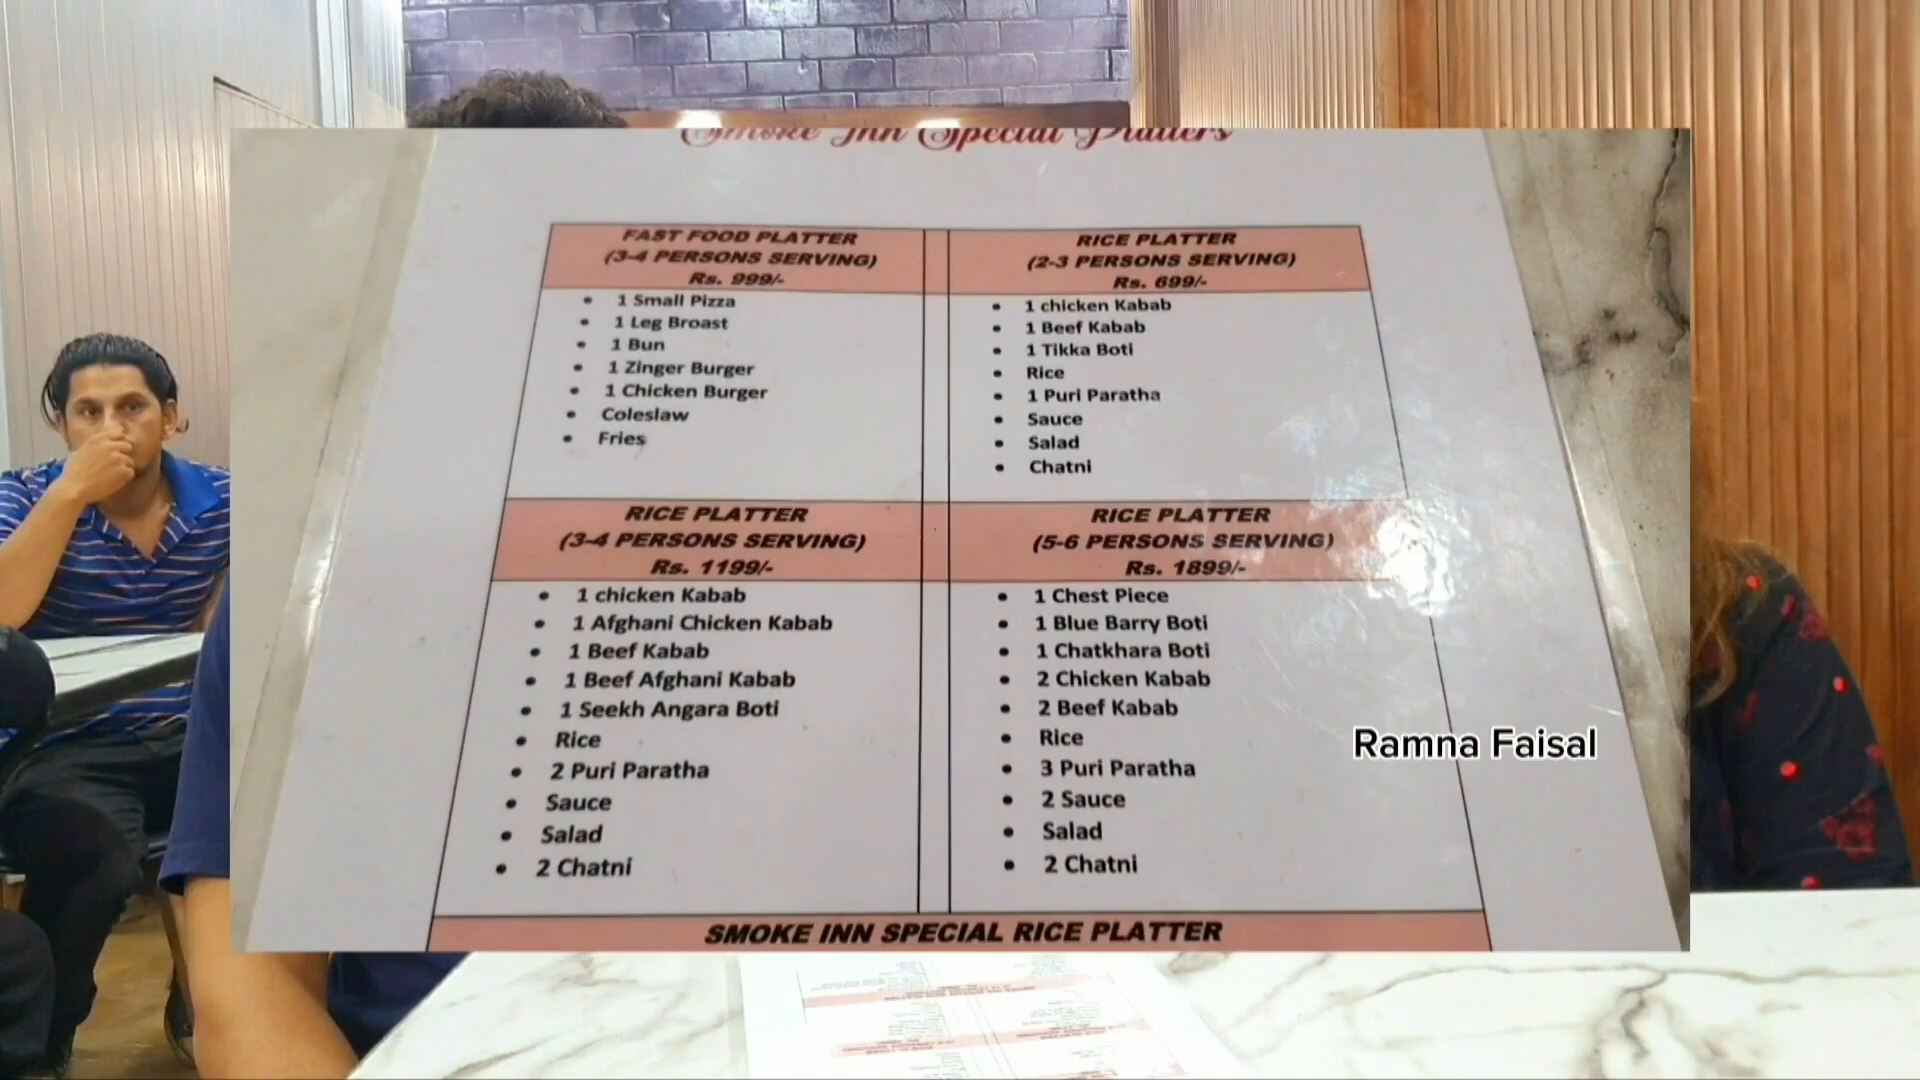 Smoke Inn Special Platters
FAST FOOD PLATTER
(3-4 PERSONS SERVING)
Rs. 999/-
• 1 Small Pizza
• 1 Leg Broast
• 1 Bun
• 1 Zinger Burger
• 1 Chicken Burger
• Coleslaw
• Fries
RICE PLATTER
(2-3 PERSONS SERVING)
Rs. 699/-
• 1 chicken Kabab
• 1 Beef Kabab
• 1 Tikka Boti
• Rice
• 1 Puri Paratha
• Sauce
• Salad
• Chatni
RICE PLATTER
(3-4 PERSONS SERVING)
Rs. 1199/-
• 1 chicken Kabab
• 1 Afghani Chicken Kabab
• 1 Beef Kabab
• 1 Beef Afghani Kabab
• 1 Seekh Angara Boti
• Rice
• 2 Puri Paratha
• Sauce
• Salad
• 2 Chatni
RICE PLATTER
(5-6 PERSONS SERVING)
Rs. 1899/-
• 1 Chest Piece
• 1 Blue Barry Boti
• 1 Chatkhara Boti
• 2 Chicken Kabab
• 2 Beef Kabab
• Rice
• 3 Puri Paratha
• 2 Sauce
• Salad
• 2 Chatni
Ramna Faisal
SMOKE INN SPECIAL RICE PLATTER